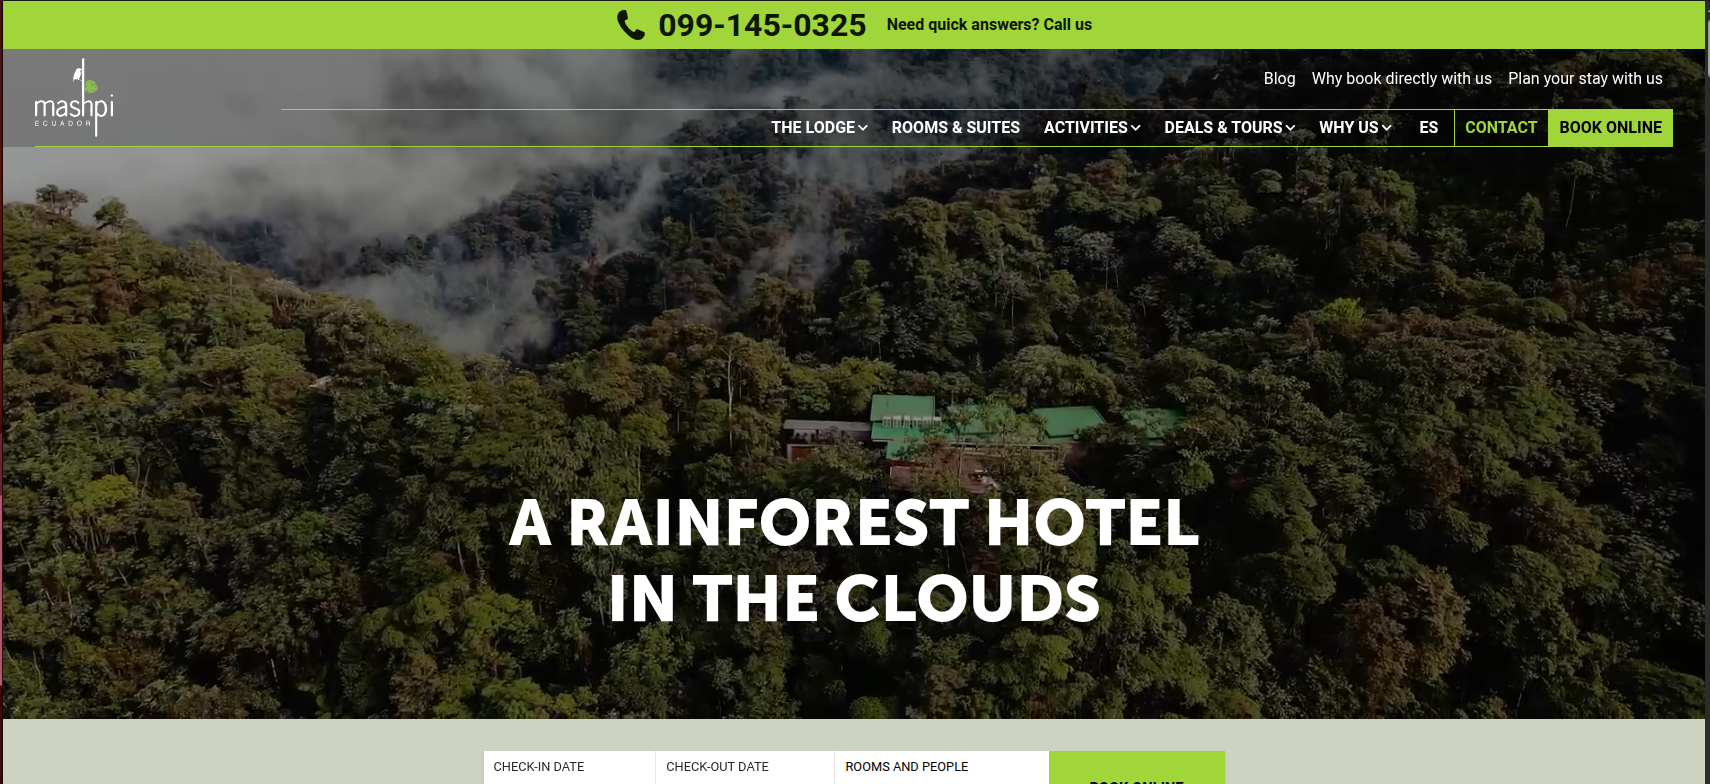 099-145-0325 Need quick answers? Call us
mashpi
ECUADOR
Blog Why book directly with us Plan your stay with us
THE LODGE ROOMS & SUITES ACTIVITIES DEALS & TOURS WHY US ES CONTACT BOOK ONLINE
A RAINFOREST HOTEL
IN THE CLOUDS
CHECK-IN DATE CHECK-OUT DATE ROOMS AND PEOPLE
BOOK ONLINE